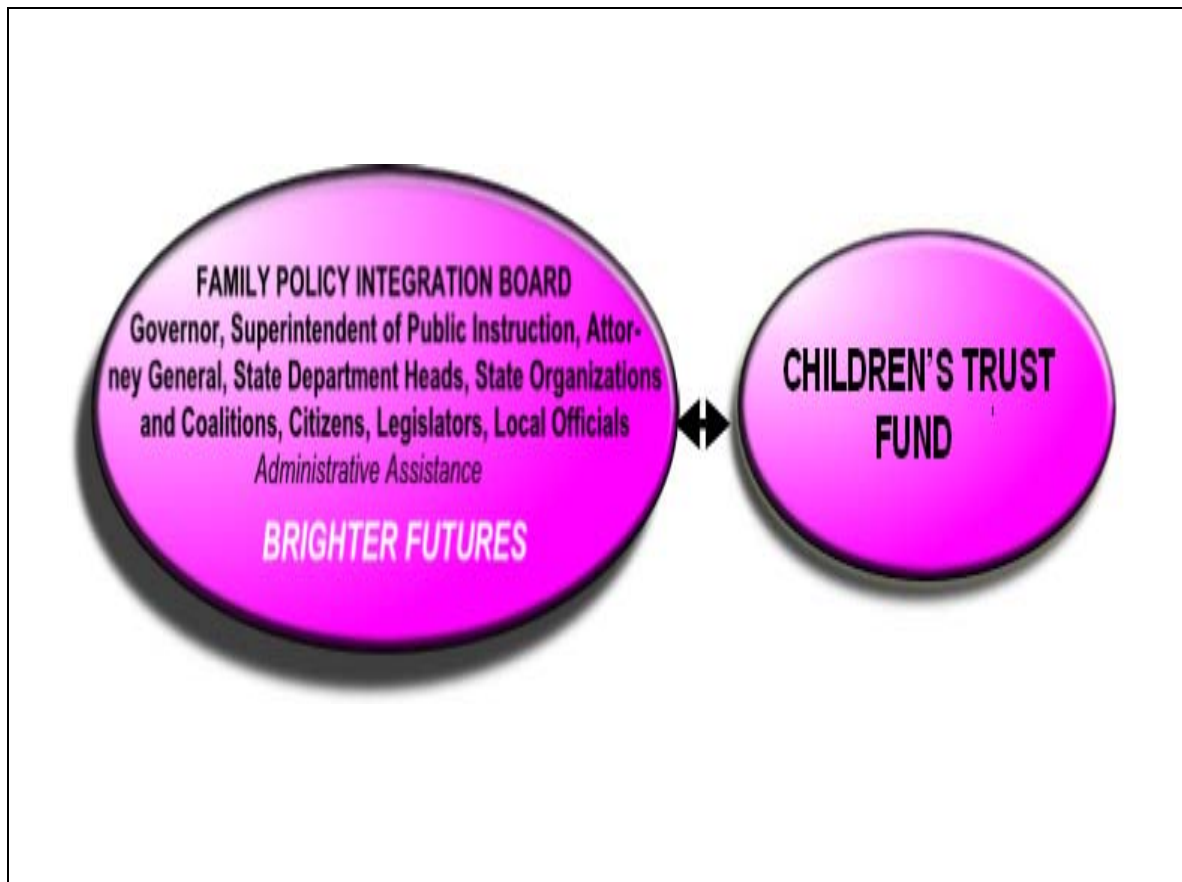 FAMILY POLICY INTEGRATION BOARD
Governor, Superintendent of Public Instruction, Attor-
ney General, State Department Heads, State Organizations
and Coalitions, Citizens, Legislators, Local Officials
Administrative Assistance
BRIGHTER FUTURES
CHILDREN’S TRUST
FUND